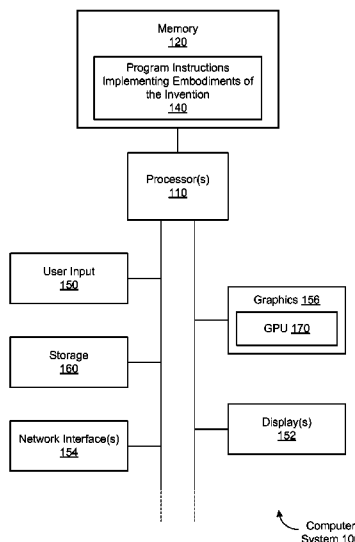 Memory
120
Program Instructions
Implementing Embodiments of
the Invention
140
Processor(s)
110
User Input
150
Graphics 156
GPU 170
Storage
160
Display(s)
152
Network Interface(s)
154
Computer
System 10